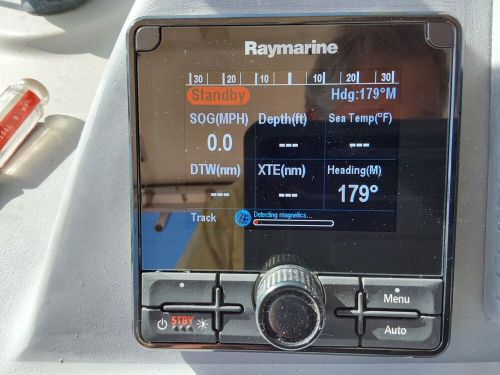 Raymarine
30 20 10 10 20 30
Standby Hdg:179°M
SOG(MPH) Depth(ft) Sea Temp(°F)
0.0 --- ---
DTW(nm) XTE(nm) Heading(M)
--- --- 179°
Track Detecting magnetics...
STBY
Menu
Auto